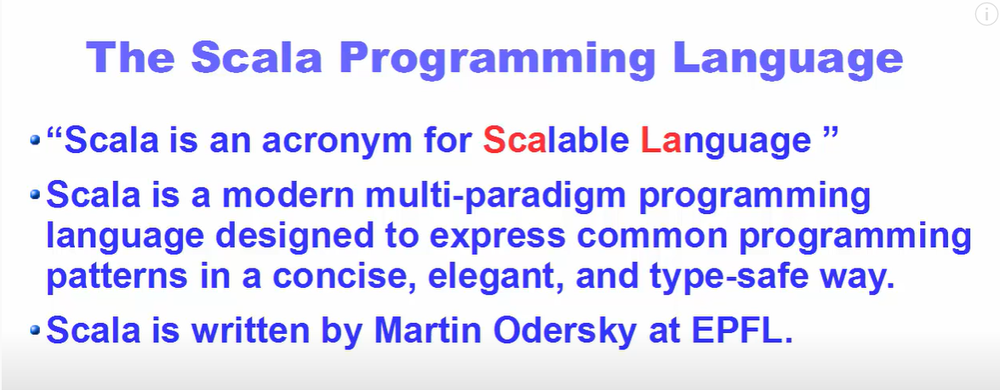 The Scala Programming Language
• “Scala is an acronym for Scalable Language ”
• Scala is a modern multi-paradigm programming
language designed to express common programming
patterns in a concise, elegant, and type-safe way.
• Scala is written by Martin Odersky at EPFL.